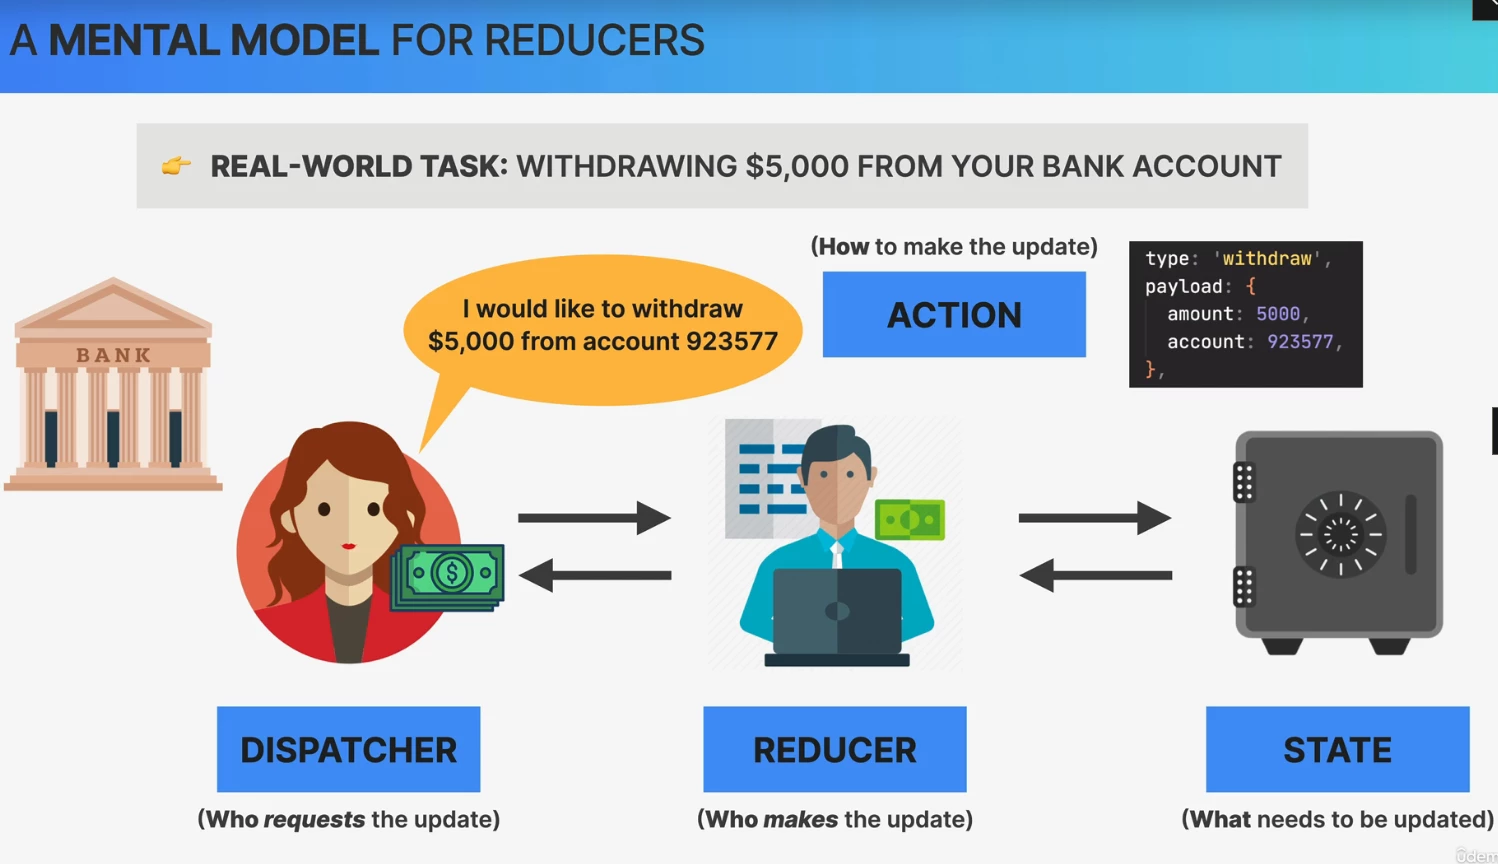 A MENTAL MODEL FOR REDUCERS
👉 REAL-WORLD TASK: WITHDRAWING $5,000 FROM YOUR BANK ACCOUNT
(How to make the update)
ACTION
type: 'withdraw',
payload: {
amount: 5000,
account: 923577,
},
I would like to withdraw
$5,000 from account 923577
BANK
$
DISPATCHER
(Who requests the update)
REDUCER
(Who makes the update)
STATE
(What needs to be updated)